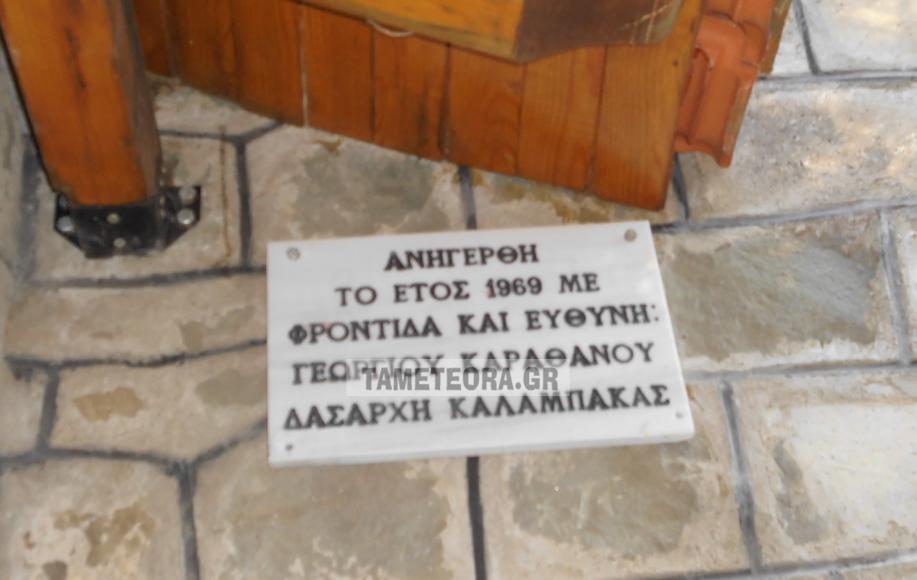 ΑΝΗΓΕΡΘΗ
ΤΟ ΕΤΟΣ 1969 ΜΕ
ΦΡΟΝΤΙΔΑ ΚΑΙ ΕΥΘΥΝΗ:
ΓΕΩΡΓΙΟΥ ΚΑΡΑΘΑΝΟΥ
TAMETEORA.GR
ΔΑΣΑΡΧΗ ΚΑΛΑΜΠΑΚΑΣ